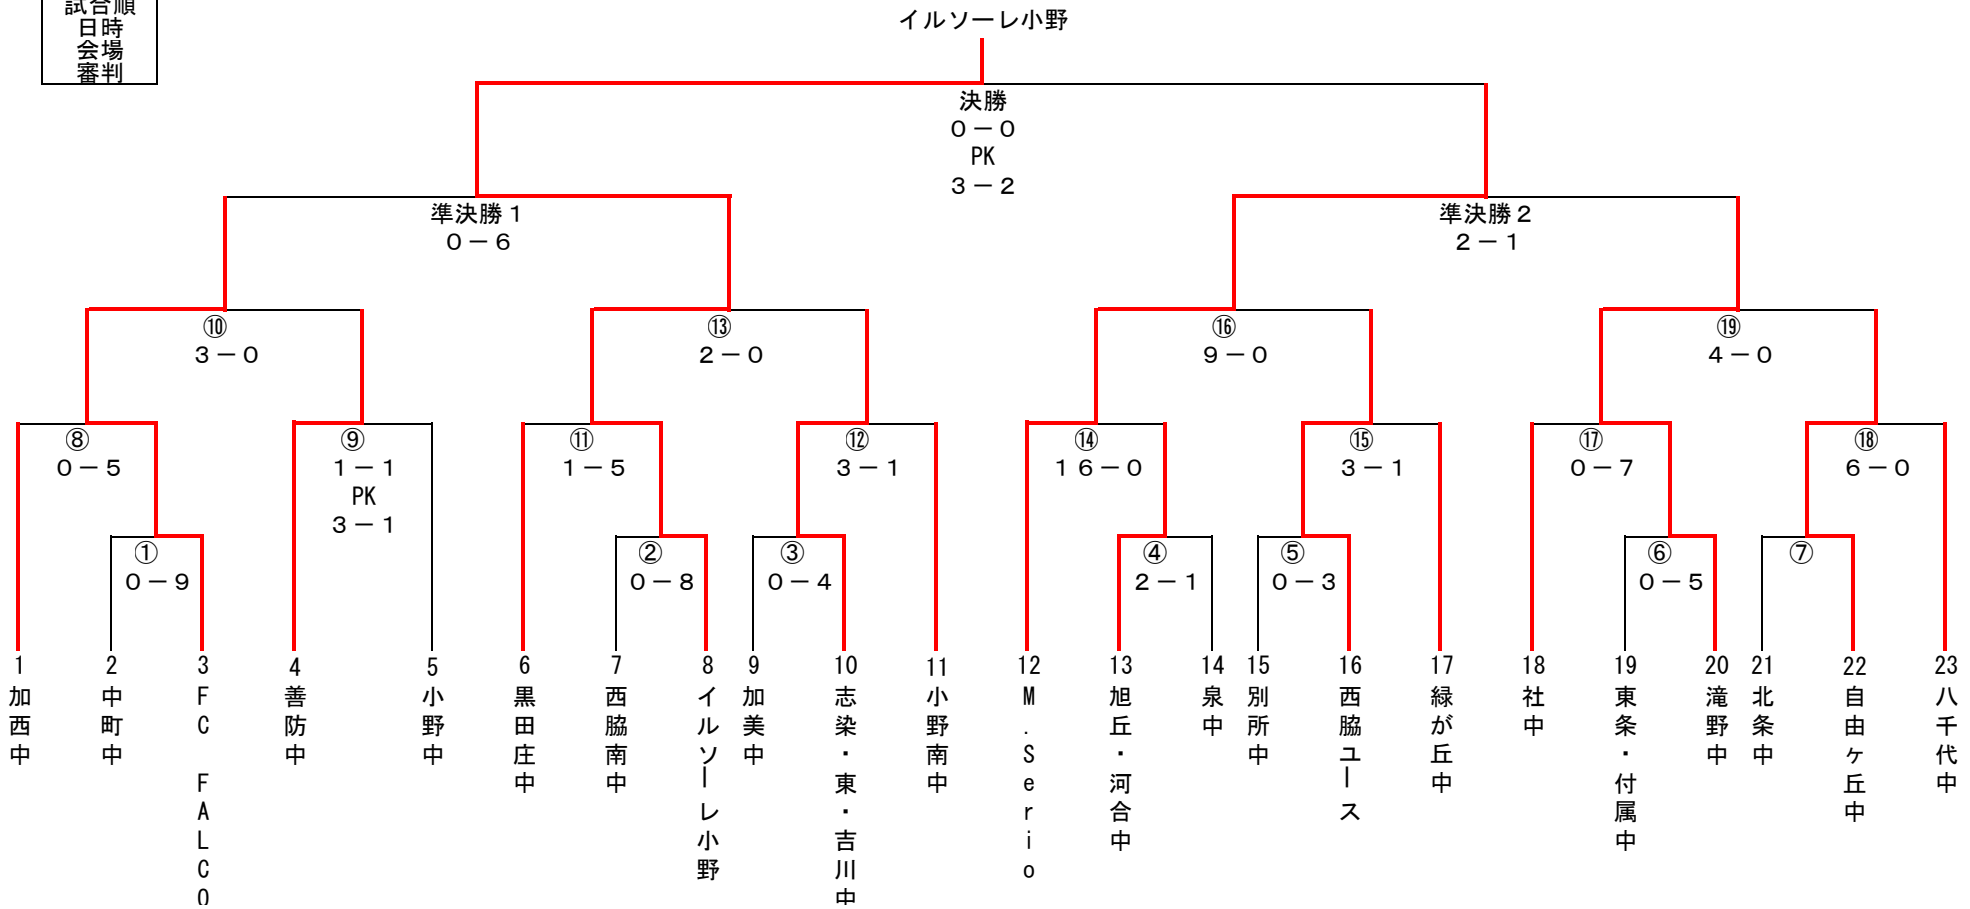 試合順
日時
会場
審判
イルソーレ小野
決勝
0－0
PK
3－2
準決勝1
0－6
準決勝2
2－1
⑩
3－0
⑬
2－0
⑯
9－0
⑲
4－0
⑧
0－5
⑨
1－1
PK
3－1
⑪
1－5
⑫
3－1
⑭
16－0
⑮
3－1
⑰
0－7
⑱
6－0
①
0－9
②
0－8
③
0－4
④
2－1
⑤
0－3
⑥
0－5
⑦
1
加西中
2
中町中
3
FC FALCO
4
善防中
5
小野中
6
黒田庄中
7
西脇南中
8
イルソーレ小野
9
加美中
10
志染・東・吉川中
11
小野南中
12
M.Serio
13
旭丘・河合中
14
泉中
15
別所中
16
西脇ユース
17
緑が丘中
18
社中
19
東条・付属中
20
滝野中
21
北条中
22
自由ヶ丘中
23
八千代中